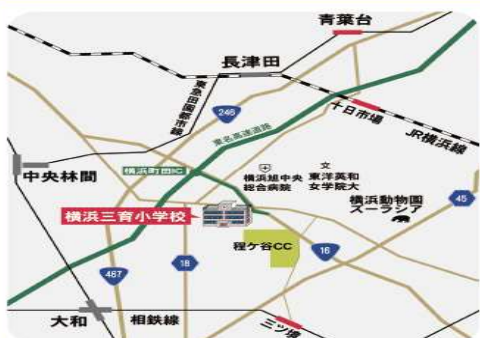 青葉台
長津田
東急田園都市線
246
東名高速道路
十日市場
JR横浜線
中央林間
横浜町田IC
横浜旭中央
総合病院
東洋英和
女学院大
横浜動物園
ズーラシア
45
横浜三育小学校
程ケ谷CC
16
18
467
大和
相鉄線
三ツ境